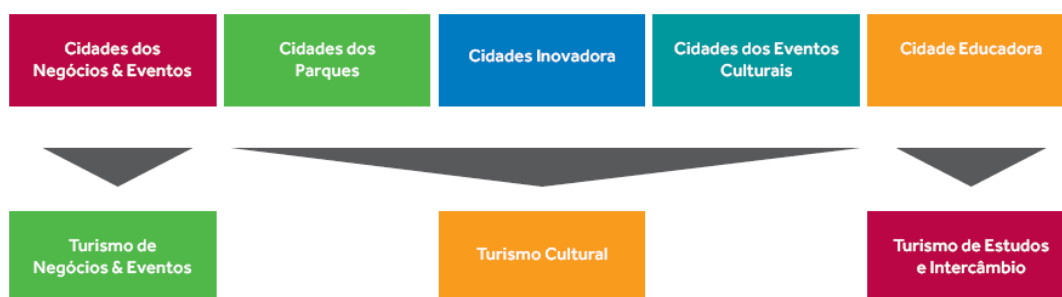 Cidades dos
Negócios & Eventos
Cidades dos
Parques
Cidades Inovadora
Cidades dos Eventos
Culturais
Cidade Educadora
Turismo de
Negócios & Eventos
Turismo Cultural
Turismo de Estudos
e Intercâmbio